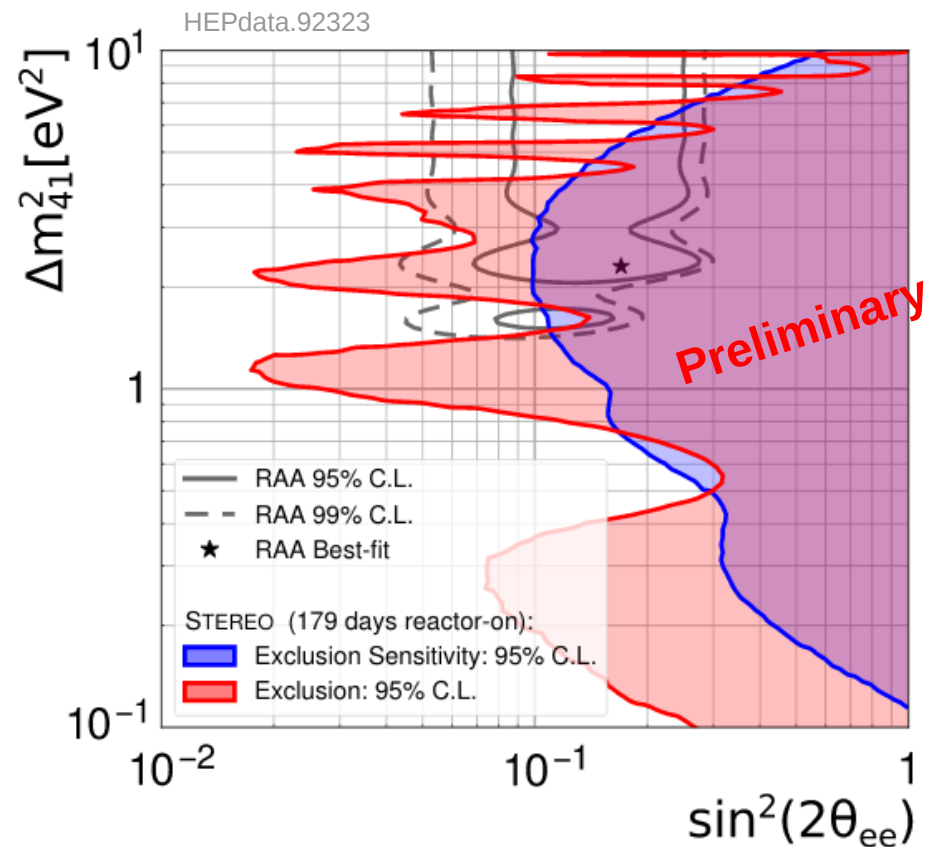 HEPdata.92323
10¹
Δm²₄₁[eV²]
Preliminary
1
RAA 95% C.L.
RAA 99% C.L.
RAA Best-fit
STEREO (179 days reactor-on):
Exclusion Sensitivity: 95% C.L.
Exclusion: 95% C.L.
10⁻¹
10⁻² 10⁻¹ 1
sin²(2θₑₑ)